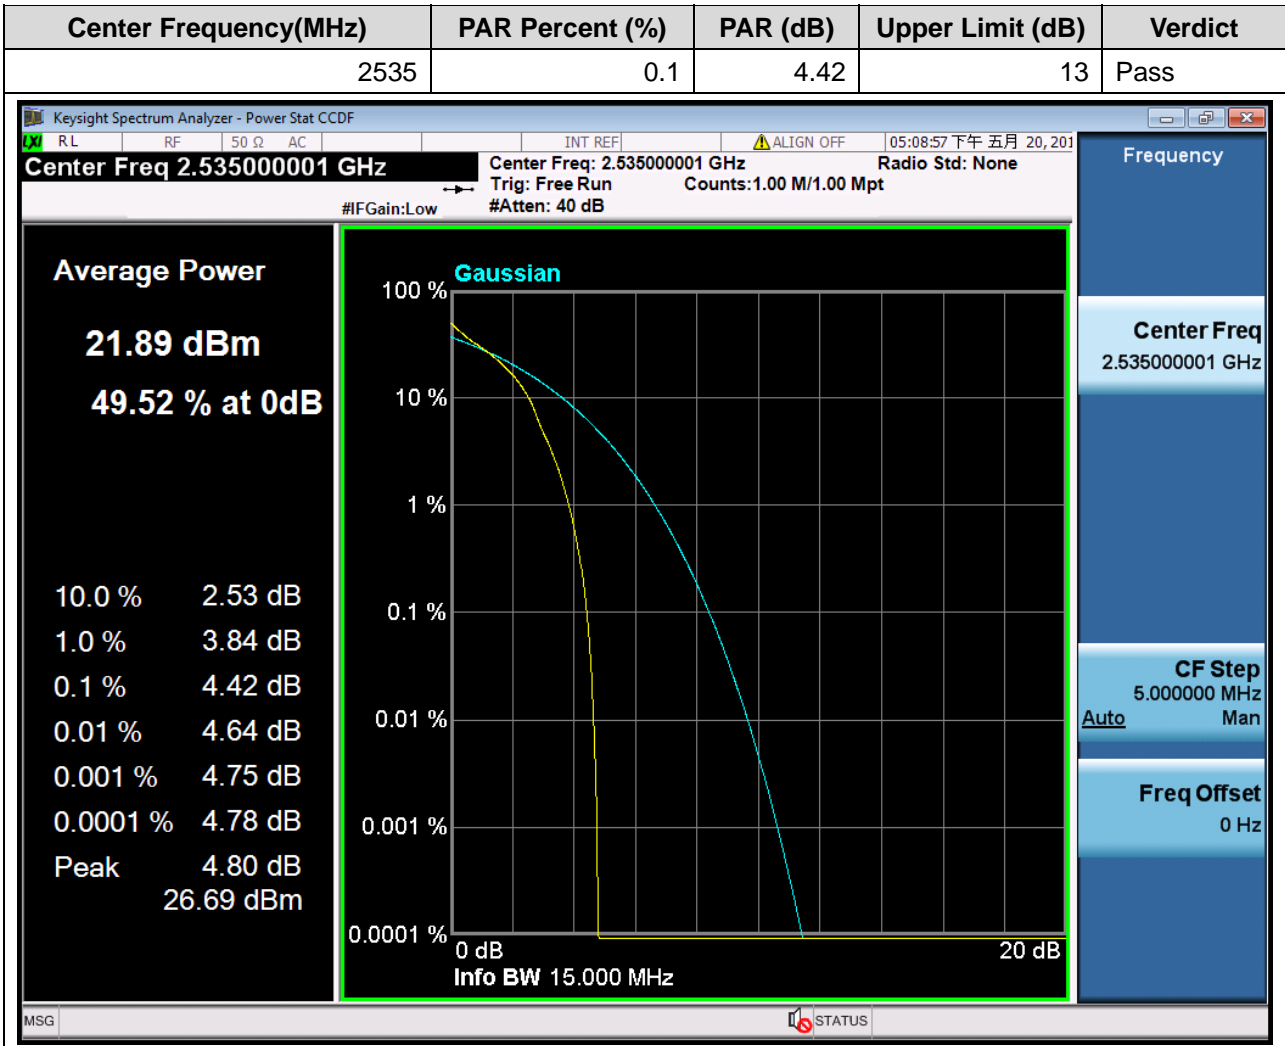 Center Frequency(MHz) PAR Percent (%) PAR (dB) Upper Limit (dB) Verdict
2535 0.1 4.42 13 Pass
Keysight Spectrum Analyzer - Power Stat CCDF
LXI RL RF 50 Ω AC INT REF ALIGN OFF 05:08:57 下午 五月 20, 201
Center Freq 2.535000001 GHz
Center Freq: 2.535000001 GHz Radio Std: None
Trig: Free Run Counts:1.00 M/1.00 Mpt
#IFGain:Low #Atten: 40 dB
Average Power
21.89 dBm
49.52 % at 0dB
10.0 % 2.53 dB
1.0 % 3.84 dB
0.1 % 4.42 dB
0.01 % 4.64 dB
0.001 % 4.75 dB
0.0001 % 4.78 dB
Peak 4.80 dB
26.69 dBm
Gaussian
100 %
10 %
1 %
0.1 %
0.01 %
0.001 %
0.0001 %
0 dB 20 dB
Info BW 15.000 MHz
Frequency
Center Freq
2.535000001 GHz
CF Step
5.000000 MHz
Auto Man
Freq Offset
0 Hz
MSG STATUS